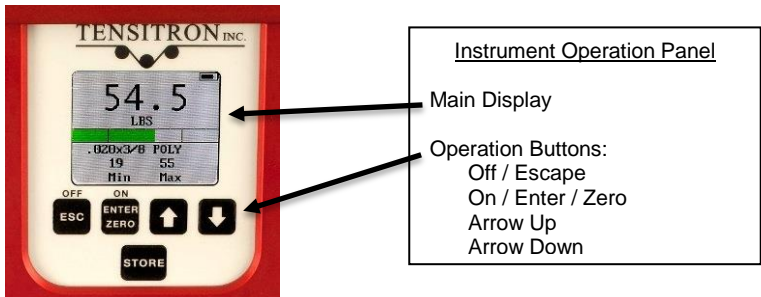 TENSITRON INC.
54.5
LBS
.020x3/8 POLY
19 55
Min Max
OFF ON
ESC ENTER ZERO
STORE
Instrument Operation Panel
Main Display
Operation Buttons:
Off / Escape
On / Enter / Zero
Arrow Up
Arrow Down